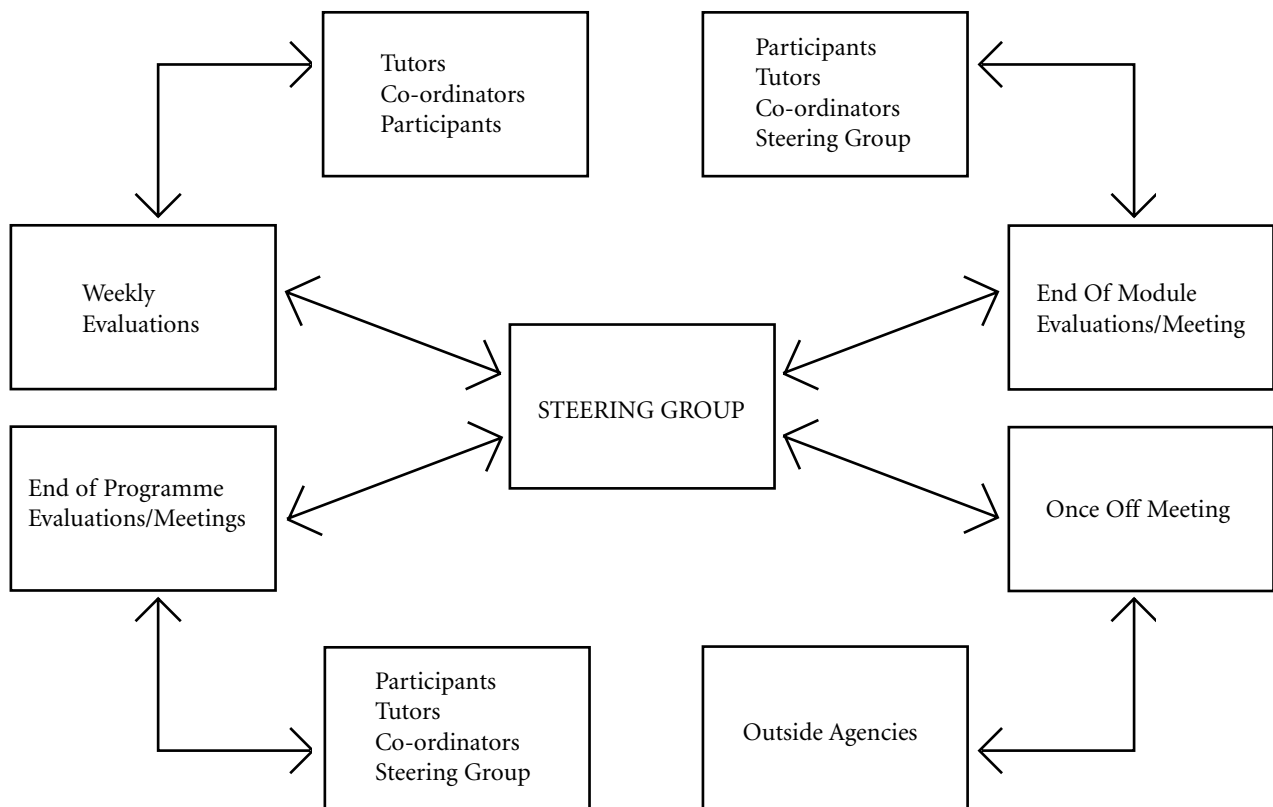 Tutors
Co-ordinators
Participants
Participants
Tutors
Co-ordinators
Steering Group
Weekly
Evaluations
End Of Module
Evaluations/Meeting
STEERING GROUP
End of Programme
Evaluations/Meetings
Once Off Meeting
Participants
Tutors
Co-ordinators
Steering Group
Outside Agencies